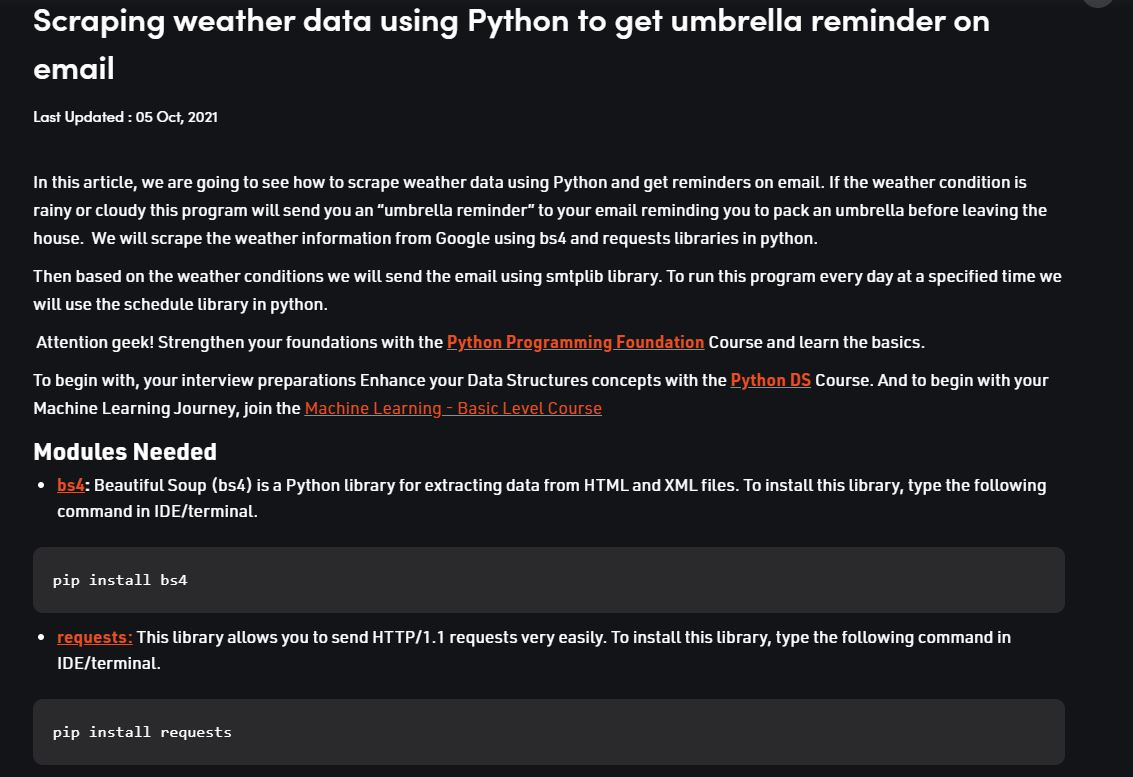 Scraping weather data using Python to get umbrella reminder on
email
Last Updated : 05 Oct, 2021
In this article, we are going to see how to scrape weather data using Python and get reminders on email. If the weather condition is
rainy or cloudy this program will send you an “umbrella reminder” to your email reminding you to pack an umbrella before leaving the
house.  We will scrape the weather information from Google using bs4 and requests libraries in python.
Then based on the weather conditions we will send the email using smtplib library. To run this program every day at a specified time we
will use the schedule library in python.
Attention geek! Strengthen your foundations with the Python Programming Foundation Course and learn the basics.
To begin with, your interview preparations Enhance your Data Structures concepts with the Python DS Course. And to begin with your
Machine Learning Journey, join the Machine Learning - Basic Level Course
Modules Needed
• bs4: Beautiful Soup (bs4) is a Python library for extracting data from HTML and XML files. To install this library, type the following
command in IDE/terminal.
pip install bs4
• requests: This library allows you to send HTTP/1.1 requests very easily. To install this library, type the following command in
IDE/terminal.
pip install requests